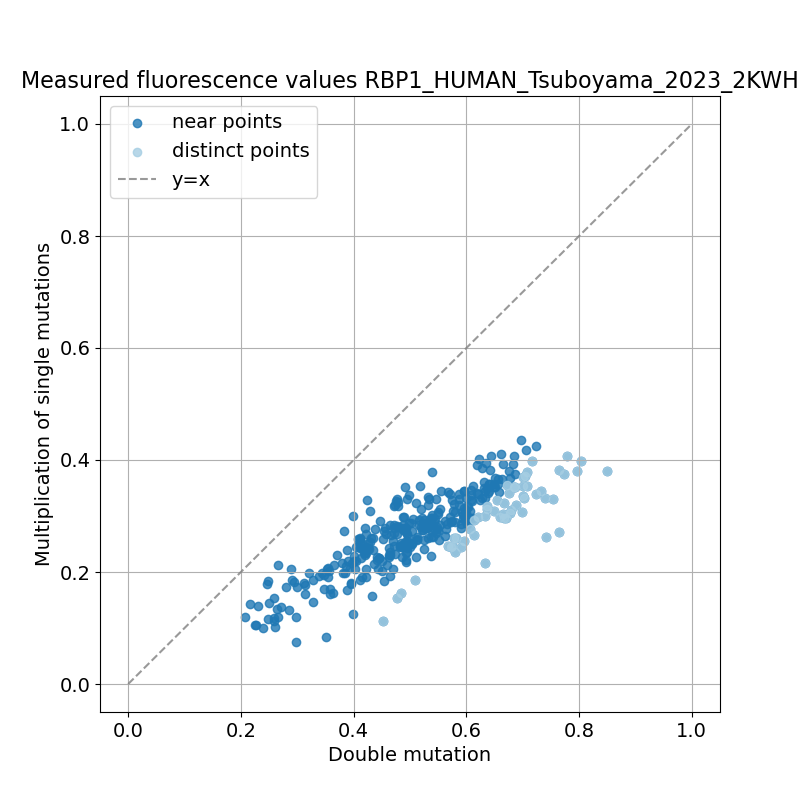 Measured fluorescence values RBP1_HUMAN_Tsuboyama_2023_2KWH
near points
distinct points
y=x
Multiplication of single mutations
1.0
0.8
0.6
0.4
0.2
0.0
0.0 0.2 0.4 0.6 0.8 1.0
Double mutation